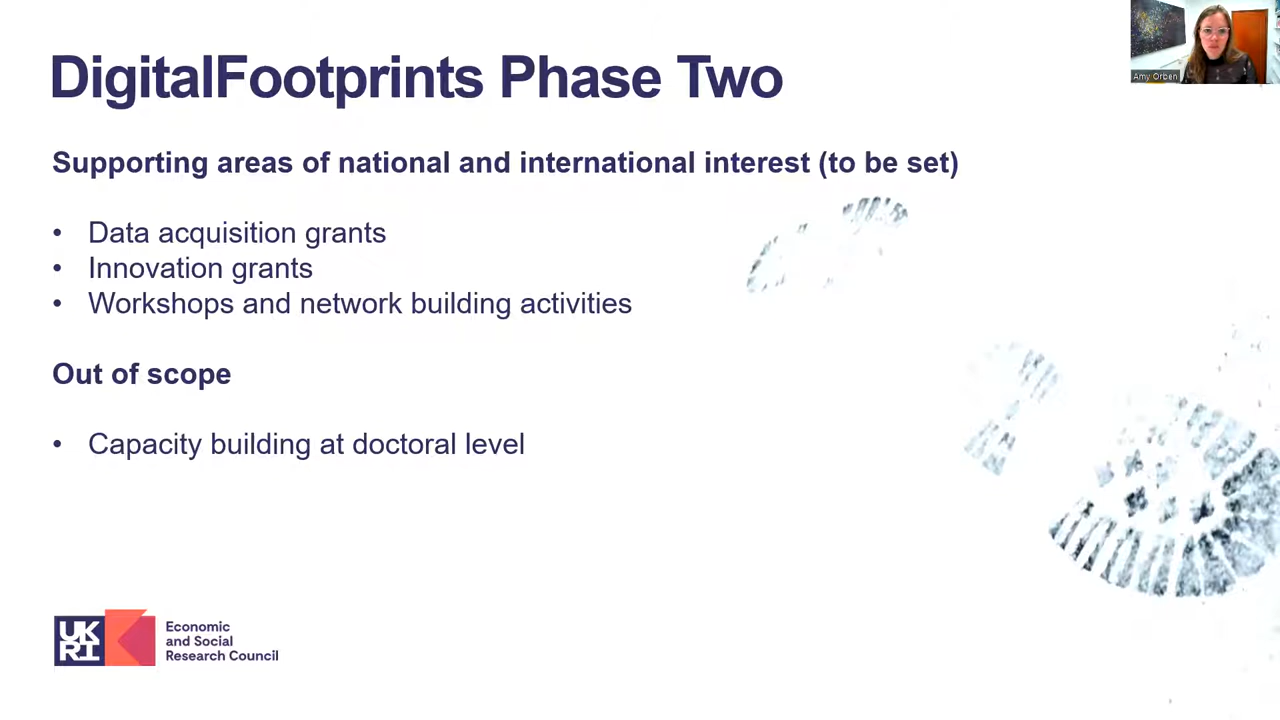 DigitalFootprints Phase Two
Amy Orben
Supporting areas of national and international interest (to be set)
• Data acquisition grants
• Innovation grants
• Workshops and network building activities
Out of scope
• Capacity building at doctoral level
UK
RI
Economic
and Social
Research Council